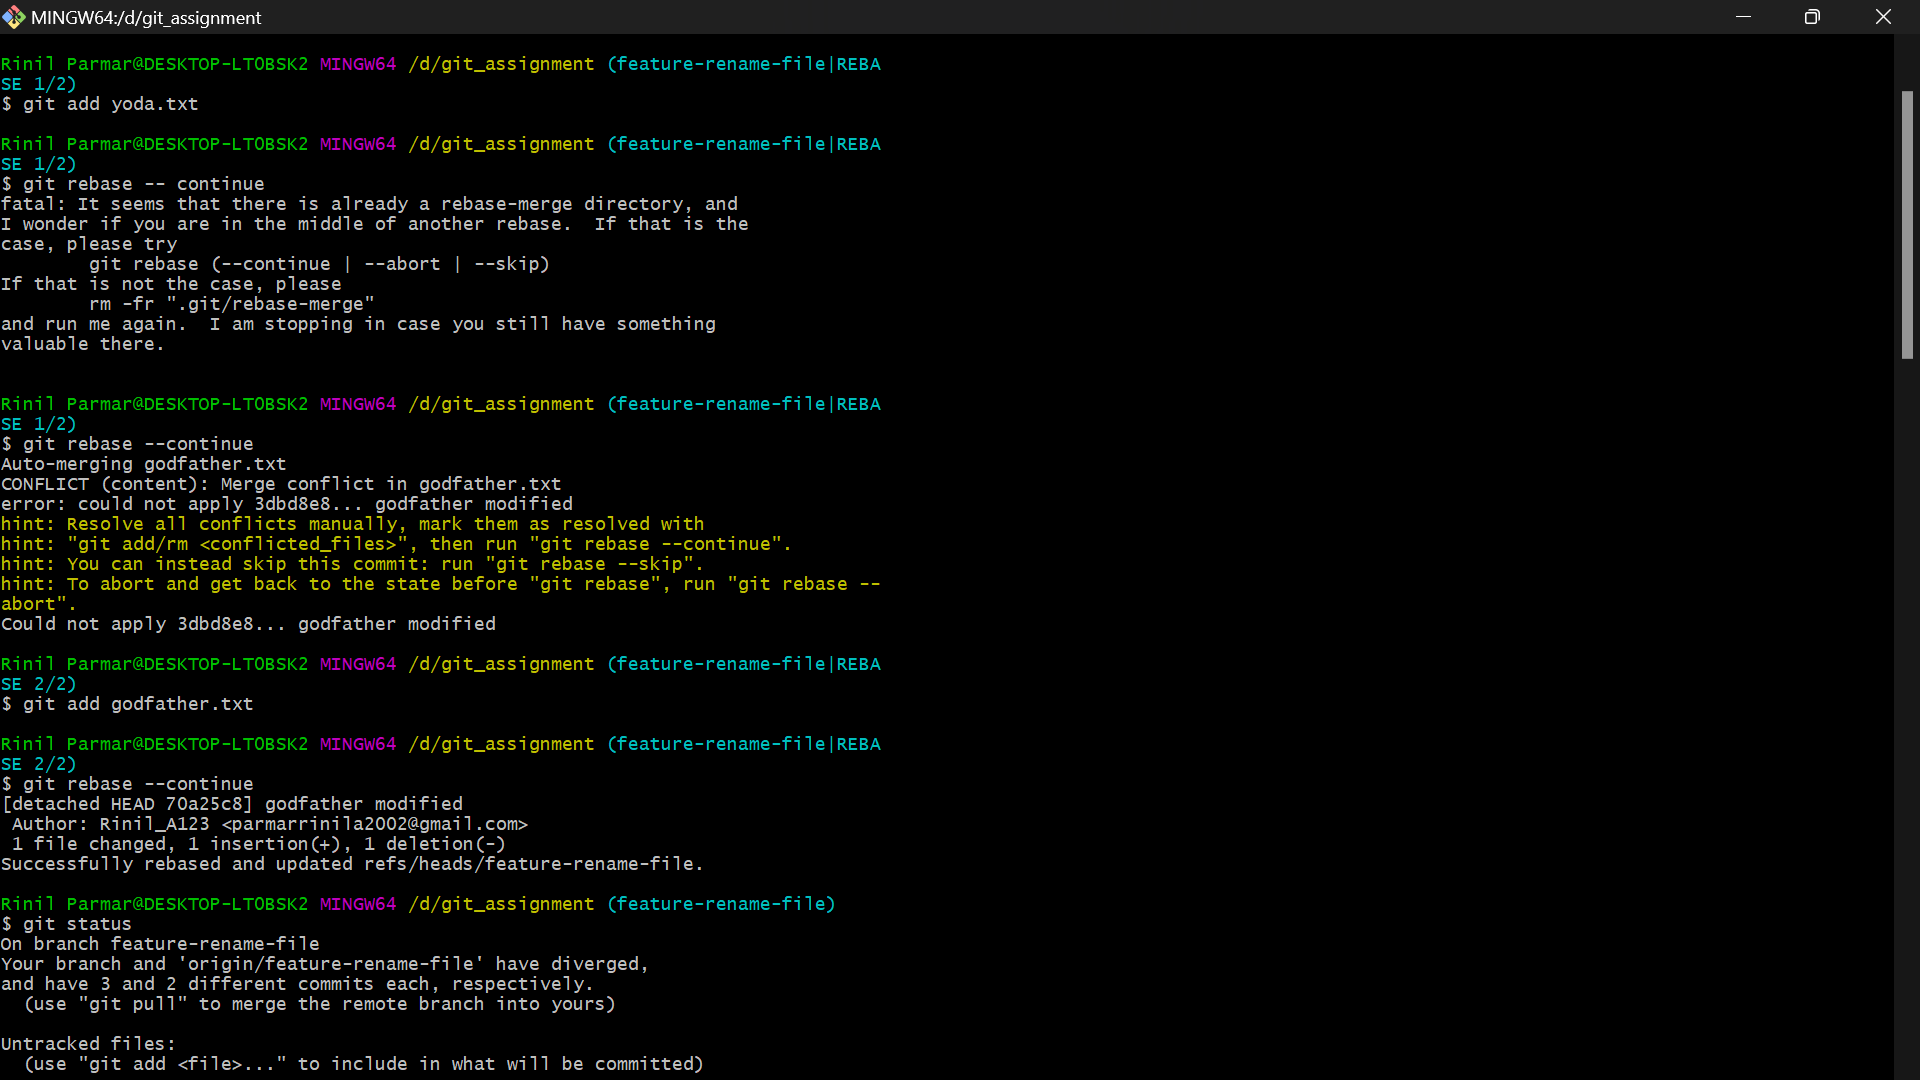 MINGW64:/d/git_assignment
Rinil Parmar@DESKTOP-LTOBSK2 MINGW64 /d/git_assignment (feature-rename-file|REBA
SE 1/2)
$ git add yoda.txt
Rinil Parmar@DESKTOP-LTOBSK2 MINGW64 /d/git_assignment (feature-rename-file|REBA
SE 1/2)
$ git rebase -- continue
fatal: It seems that there is already a rebase-merge directory, and
I wonder if you are in the middle of another rebase.  If that is the
case, please try
        git rebase (--continue | --abort | --skip)
If that is not the case, please
        rm -fr ".git/rebase-merge"
and run me again.  I am stopping in case you still have something
valuable there.
Rinil Parmar@DESKTOP-LTOBSK2 MINGW64 /d/git_assignment (feature-rename-file|REBA
SE 1/2)
$ git rebase --continue
Auto-merging godfather.txt
CONFLICT (content): Merge conflict in godfather.txt
error: could not apply 3dbd8e8... godfather modified
hint: Resolve all conflicts manually, mark them as resolved with
hint: "git add/rm <conflicted_files>", then run "git rebase --continue".
hint: You can instead skip this commit: run "git rebase --skip".
hint: To abort and get back to the state before "git rebase", run "git rebase --
abort".
Could not apply 3dbd8e8... godfather modified
Rinil Parmar@DESKTOP-LTOBSK2 MINGW64 /d/git_assignment (feature-rename-file|REBA
SE 2/2)
$ git add godfather.txt
Rinil Parmar@DESKTOP-LTOBSK2 MINGW64 /d/git_assignment (feature-rename-file|REBA
SE 2/2)
$ git rebase --continue
[detached HEAD 70a25c8] godfather modified
 Author: Rinil_A123 <parmarrinila2002@gmail.com>
 1 file changed, 1 insertion(+), 1 deletion(-)
Successfully rebased and updated refs/heads/feature-rename-file.
Rinil Parmar@DESKTOP-LTOBSK2 MINGW64 /d/git_assignment (feature-rename-file)
$ git status
On branch feature-rename-file
Your branch and 'origin/feature-rename-file' have diverged,
and have 3 and 2 different commits each, respectively.
  (use "git pull" to merge the remote branch into yours)
Untracked files:
  (use "git add <file>..." to include in what will be committed)